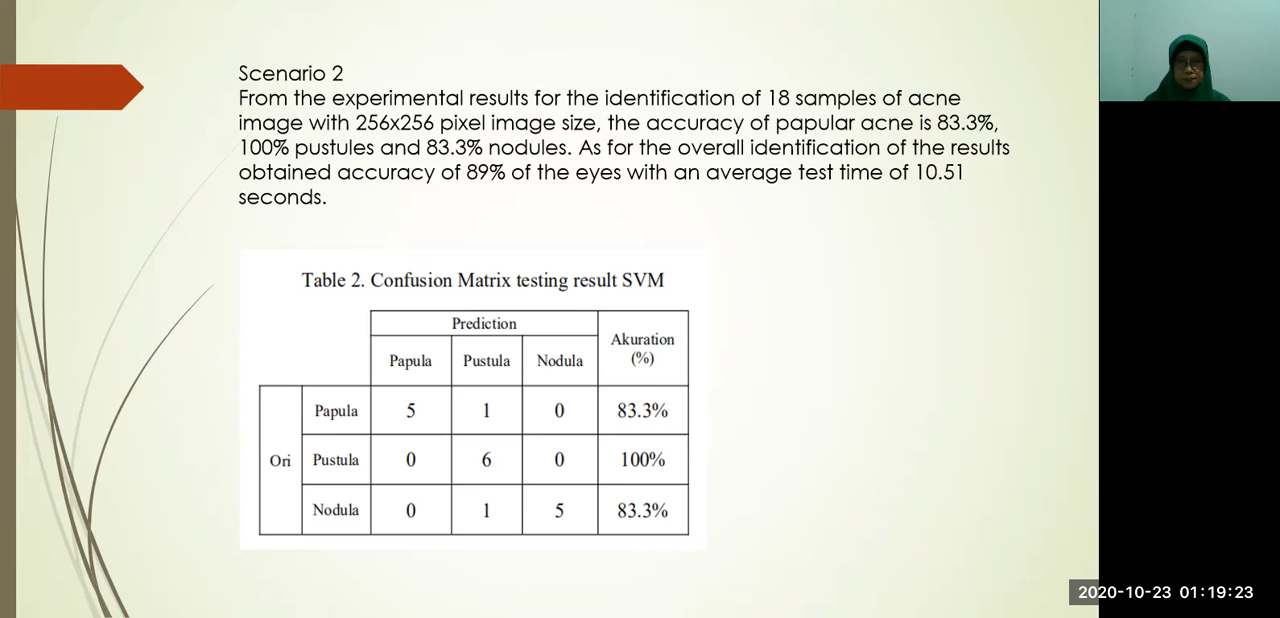 Scenario 2
From the experimental results for the identification of 18 samples of acne
image with 256x256 pixel image size, the accuracy of papular acne is 83.3%,
100% pustules and 83.3% nodules. As for the overall identification of the results
obtained accuracy of 89% of the eyes with an average test time of 10.51
seconds.
Table 2. Confusion Matrix testing result SVM
Prediction Akuration (%)
Papula Pustula Nodula
Ori
Papula 5 1 0 83.3%
Pustula 0 6 0 100%
Nodula 0 1 5 83.3%
2020-10-23 01:19:23